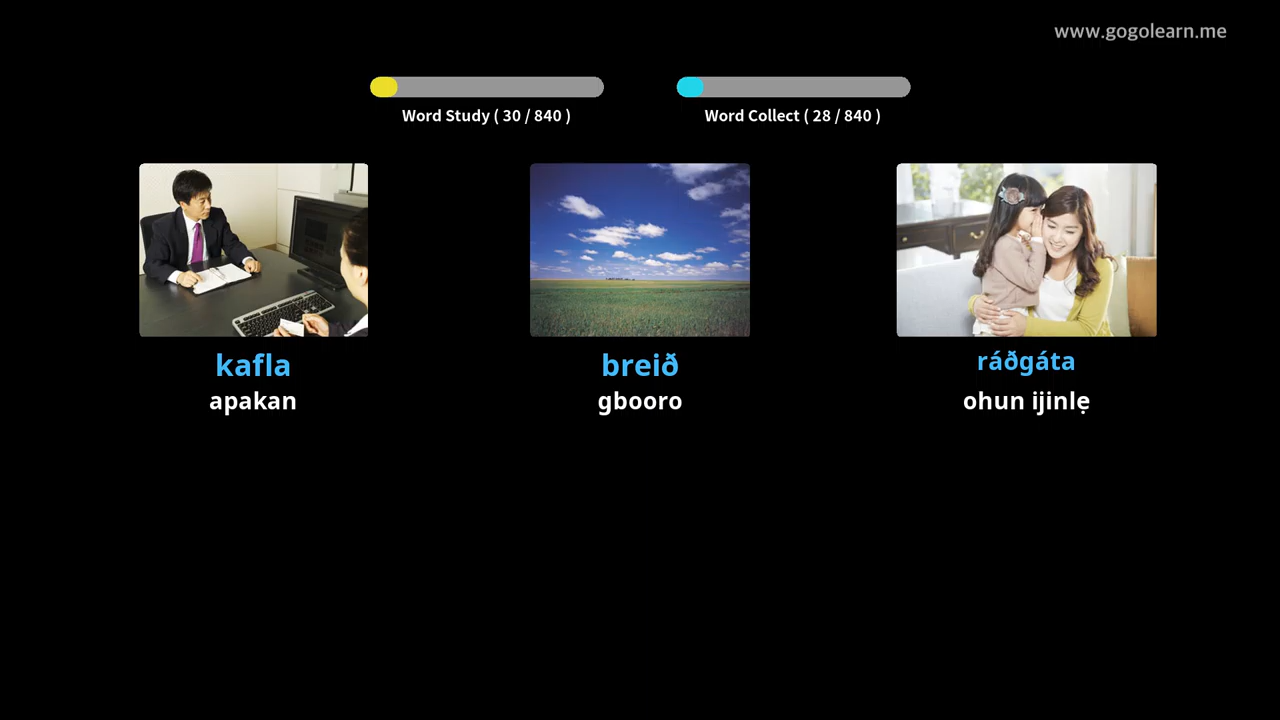 www.gogolearn.me
Word Study ( 30 / 840 )
Word Collect ( 28 / 840 )
kafla
apakan
breið
gbooro
ráðgáta
ohun ijinlẹ